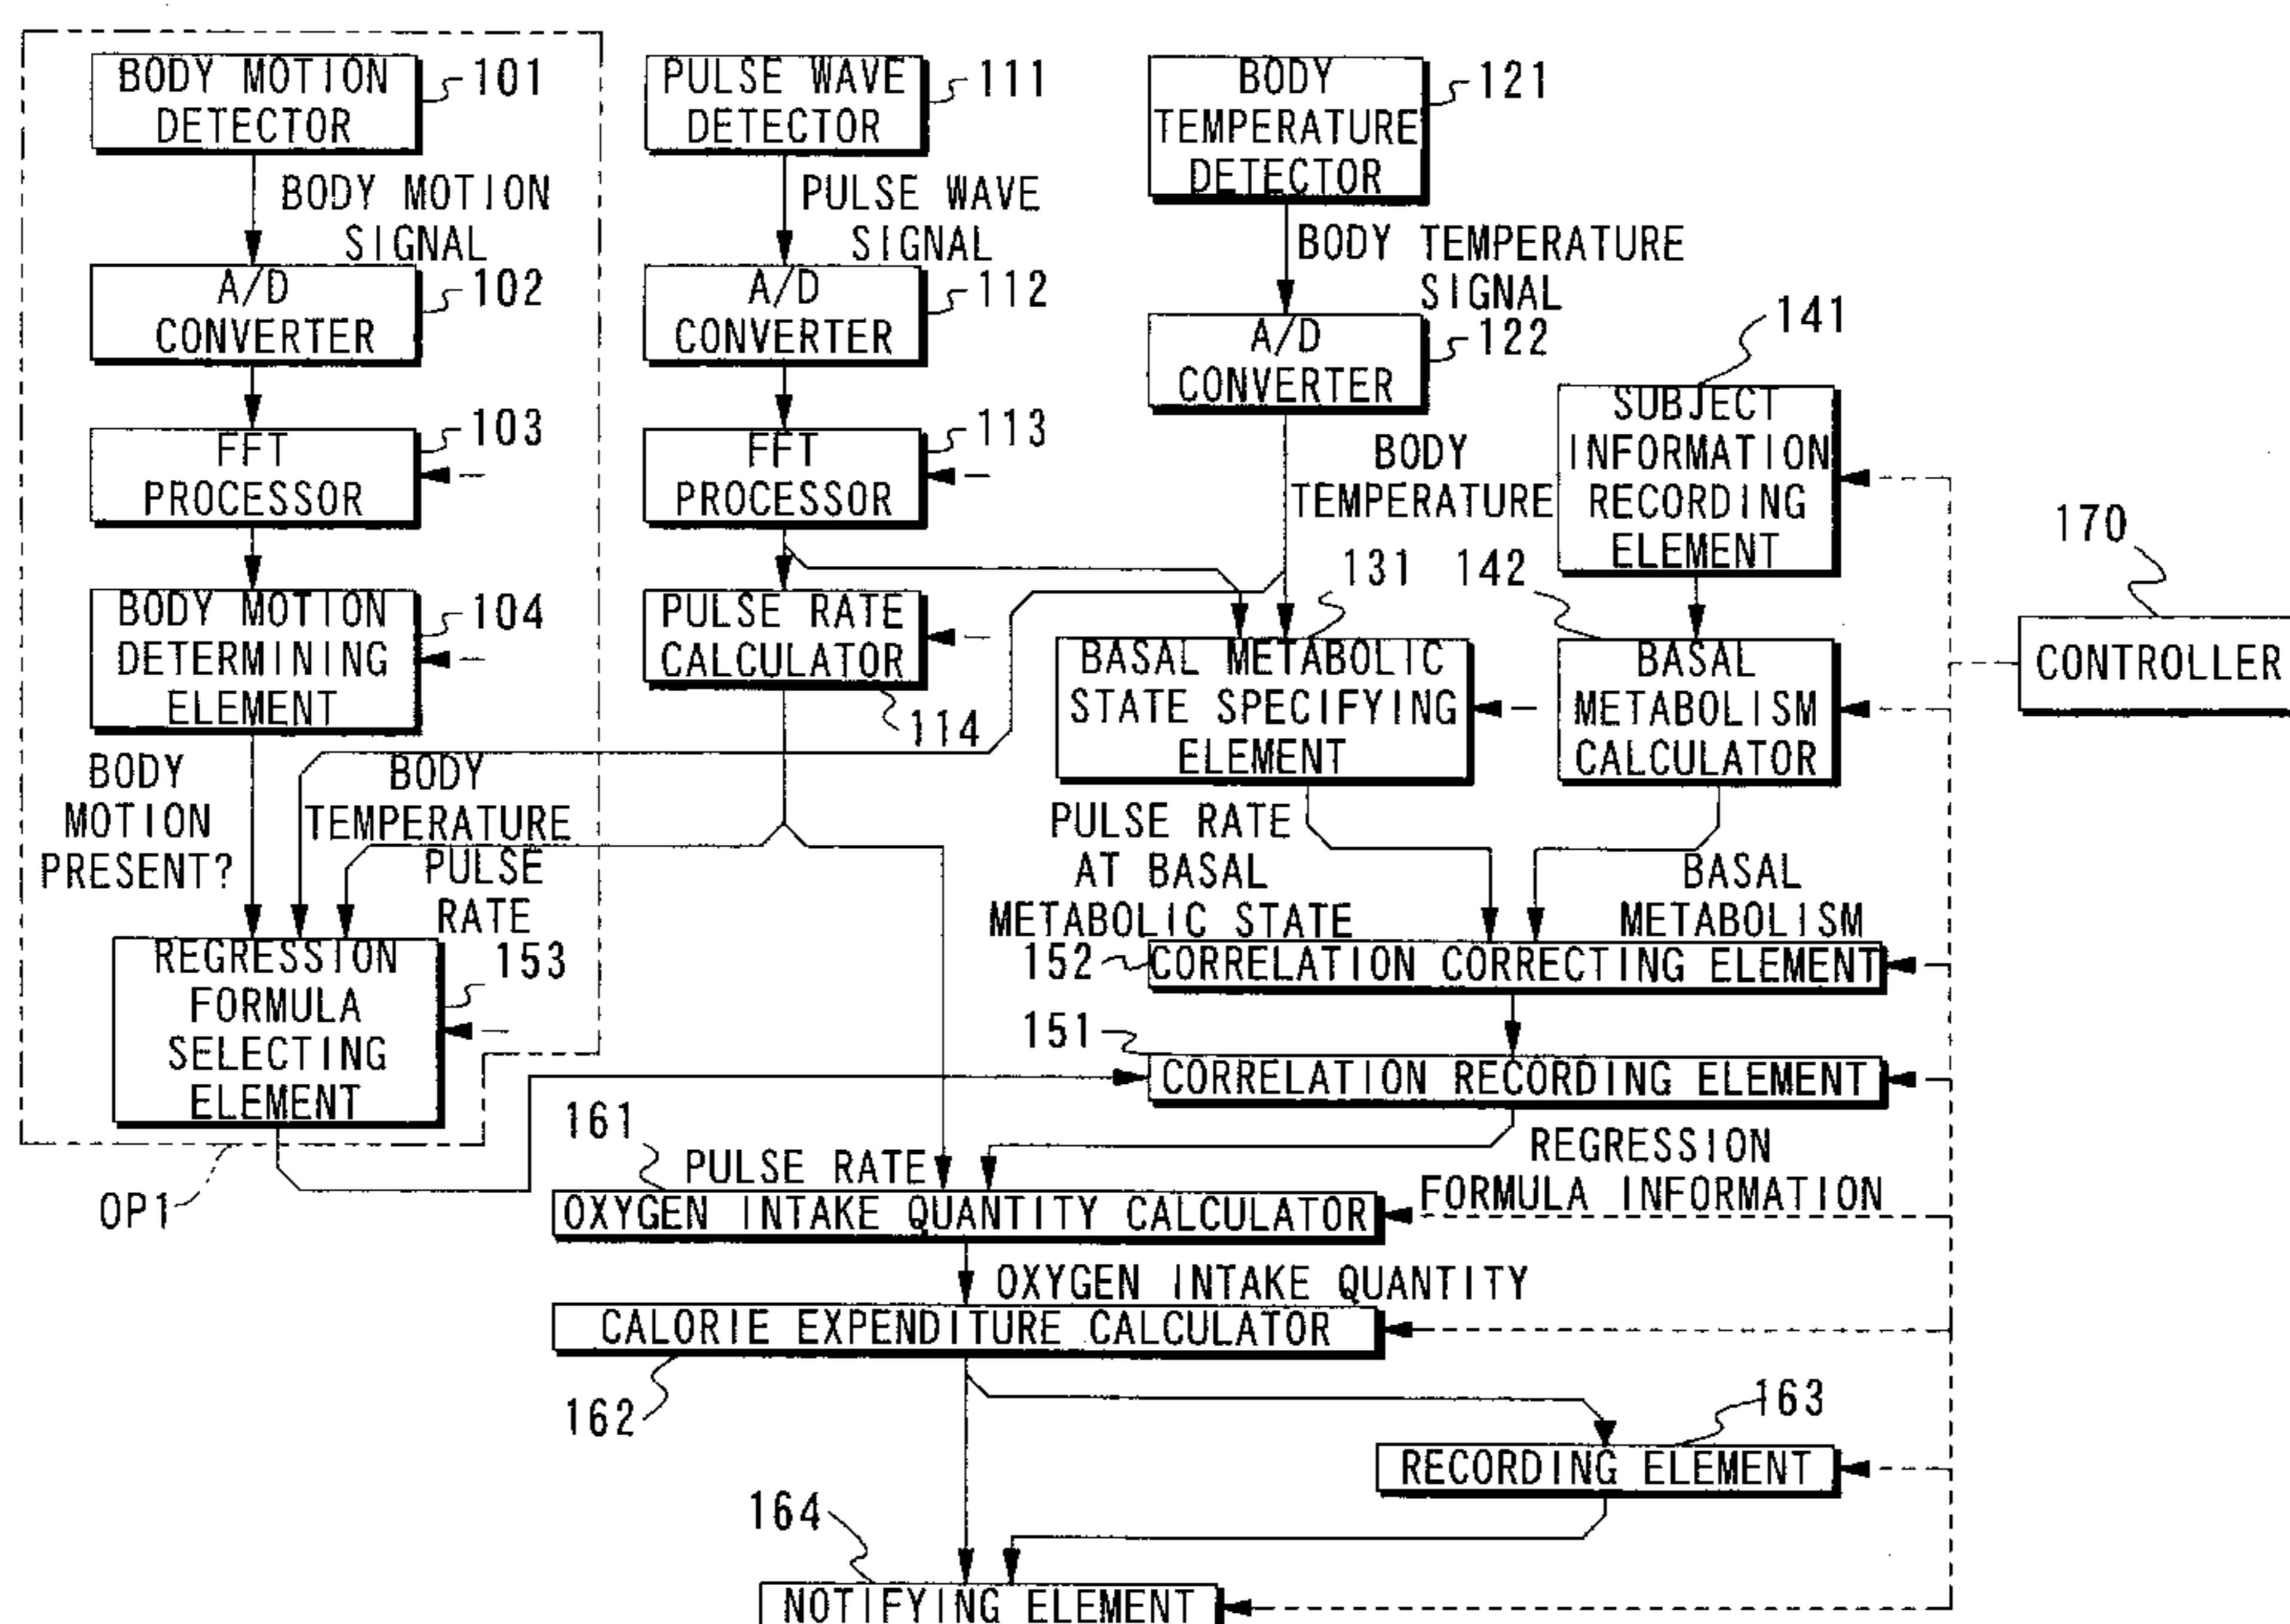 BODY MOTION
DETECTOR
101
BODY MOTION
SIGNAL
A/D
CONVERTER
102
FFT
PROCESSOR
103
BODY MOTION
DETERMINING
ELEMENT
104
BODY
MOTION
PRESENT?
BODY
TEMPERATURE
PULSE
RATE
REGRESSION
FORMULA
SELECTING
ELEMENT
153
OP1
PULSE WAVE
DETECTOR
111
PULSE WAVE
SIGNAL
A/D
CONVERTER
112
FFT
PROCESSOR
113
PULSE RATE
CALCULATOR
114
BODY
TEMPERATURE
DETECTOR
121
BODY TEMPERATURE
SIGNAL
A/D
CONVERTER
122
BODY
TEMPERATURE
141
SUBJECT
INFORMATION
RECORDING
ELEMENT
131
BASAL METABOLIC
STATE SPECIFYING
ELEMENT
142
BASAL
METABOLISM
CALCULATOR
170
CONTROLLER
PULSE RATE
AT BASAL
METABOLIC STATE
BASAL
METABOLISM
152
CORRELATION CORRECTING ELEMENT
151
CORRELATION RECORDING ELEMENT
REGRESSION
FORMULA INFORMATION
161
PULSE RATE
OXYGEN INTAKE QUANTITY CALCULATOR
OXYGEN INTAKE QUANTITY
CALORIE EXPENDITURE CALCULATOR
162
163
RECORDING ELEMENT
164
NOTIFYING ELEMENT